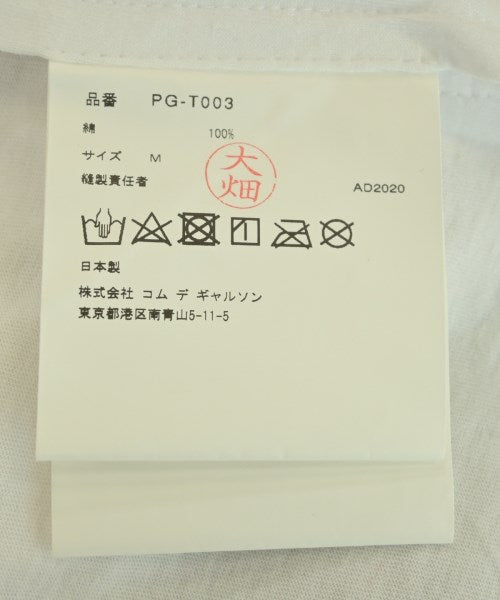 品番 PG-T003
綿 100%
サイズ M
縫製責任者
大畑
AD2020
日本製
株式会社 コム デ ギャルソン
東京都港区南青山5-11-5